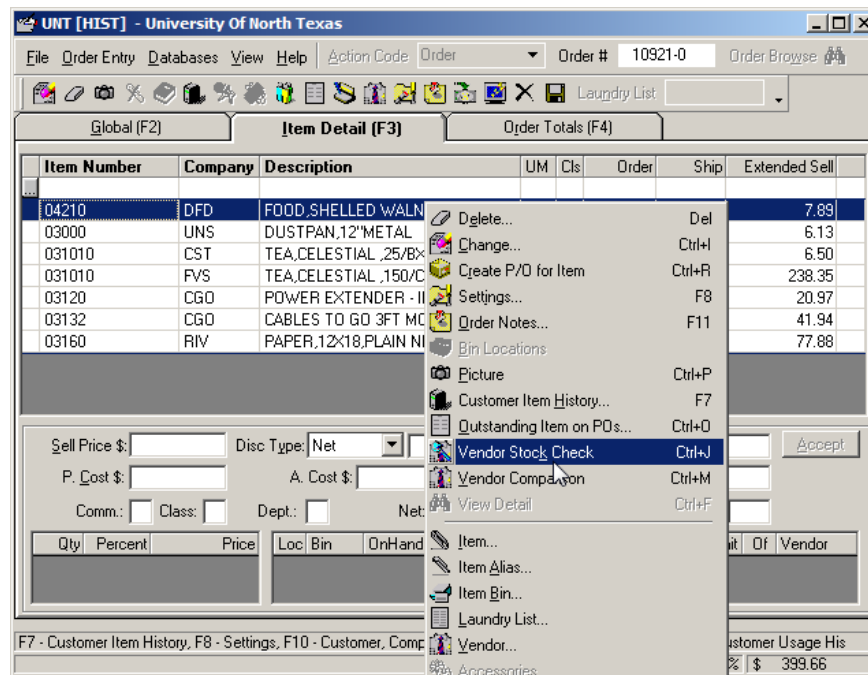 UNT [HIST] - University Of North Texas
File Order Entry Databases View Help Action Code Order Order # 10921-0 Order Browse
Laundry List
Global (F2) Item Detail (F3) Order Totals (F4)
Item Number Company Description UM Cls Order Ship Extended Sell
...
04210 DFD FOOD,SHELLED WALN 7.89
03000 UNS DUSTPAN,12"METAL 6.13
031010 CST TEA,CELESTIAL ,25/BX 6.50
031010 FVS TEA,CELESTIAL ,150/C 238.35
03120 CGO POWER EXTENDER - 20.97
03132 CGO CABLES TO GO 3FT MO 41.94
03160 RIV PAPER,12X18,PLAIN 77.88
Delete... Del
Change... Ctrl+I
Create P/O for Item Ctrl+R
Settings... F8
Order Notes... F11
Bin Locations
Picture Ctrl+P
Customer Item History... F7
Outstanding Item on POs... Ctrl+O
Vendor Stock Check Ctrl+J
Vendor Comparison Ctrl+M
View Detail Ctrl+F
Item...
Item Alias...
Item Bin...
Laundry List...
Vendor...
Accessories
Sell Price $: Disc Type: Net Accept
P. Cost $: A. Cost $:
Comm.: Class: Dept.: Net
Qty Percent Price Loc Bin OnHand it Of Vendor
F7 - Customer Item History, F8 - Settings, F10 - Customer, Comp ustomer Usage His
% $ 399.66